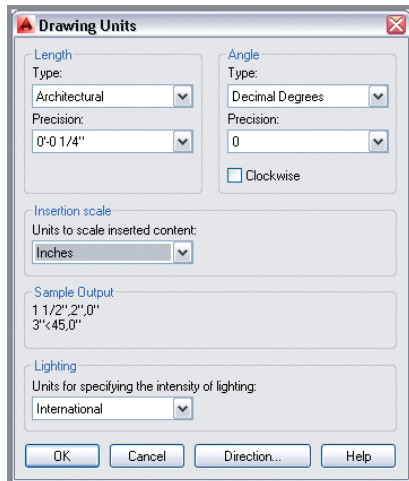 Drawing Units
Length
Type:
Architectural
Precision:
0'-0 1/4"
Angle
Type:
Decimal Degrees
Precision:
0
Clockwise
Insertion scale
Units to scale inserted content:
Inches
Sample Output
1 1/2",2",0"
3"<45,0"
Lighting
Units for specifying the intensity of lighting:
International
OK
Cancel
Direction...
Help